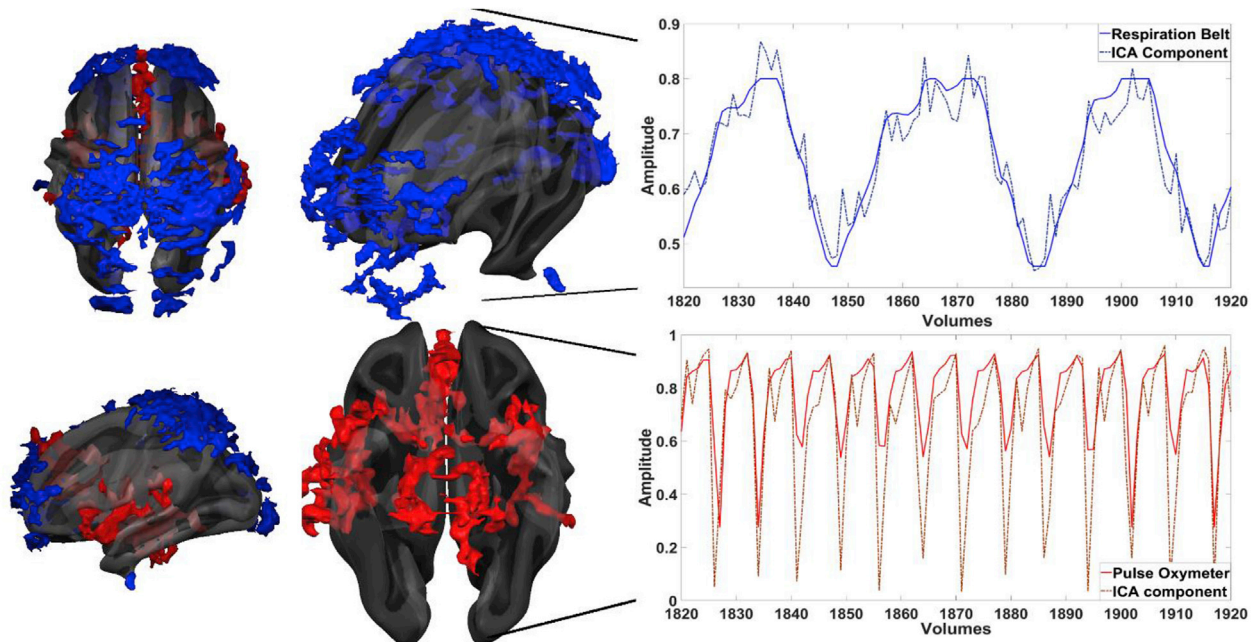 0.9
0.8
0.7
0.6
0.5
Amplitude
Respiration Belt
ICA Component
1820 1830 1840 1850 1860 1870 1880 1890 1900 1910 1920
Volumes
1
0.8
0.6
0.4
0.2
0
Amplitude
Pulse Oxymeter
ICA component
1820 1830 1840 1850 1860 1870 1880 1890 1900 1910 1920
Volumes